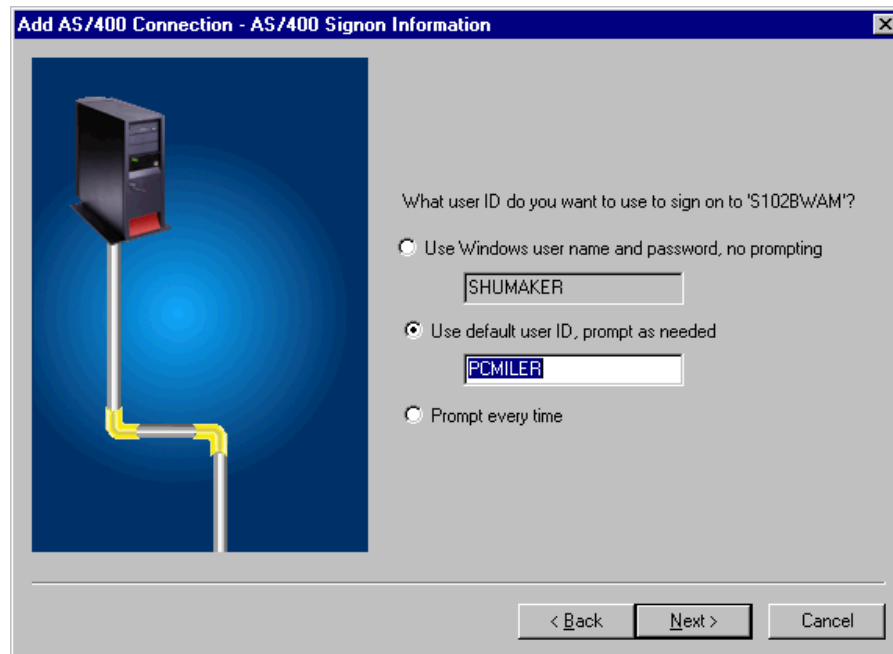 Add AS/400 Connection - AS/400 Signon Information
What user ID do you want to use to sign on to 'S102BWAM'?
Use Windows user name and password, no prompting
SHUMAKER
Use default user ID, prompt as needed
PCMILER
Prompt every time
< Back
Next >
Cancel